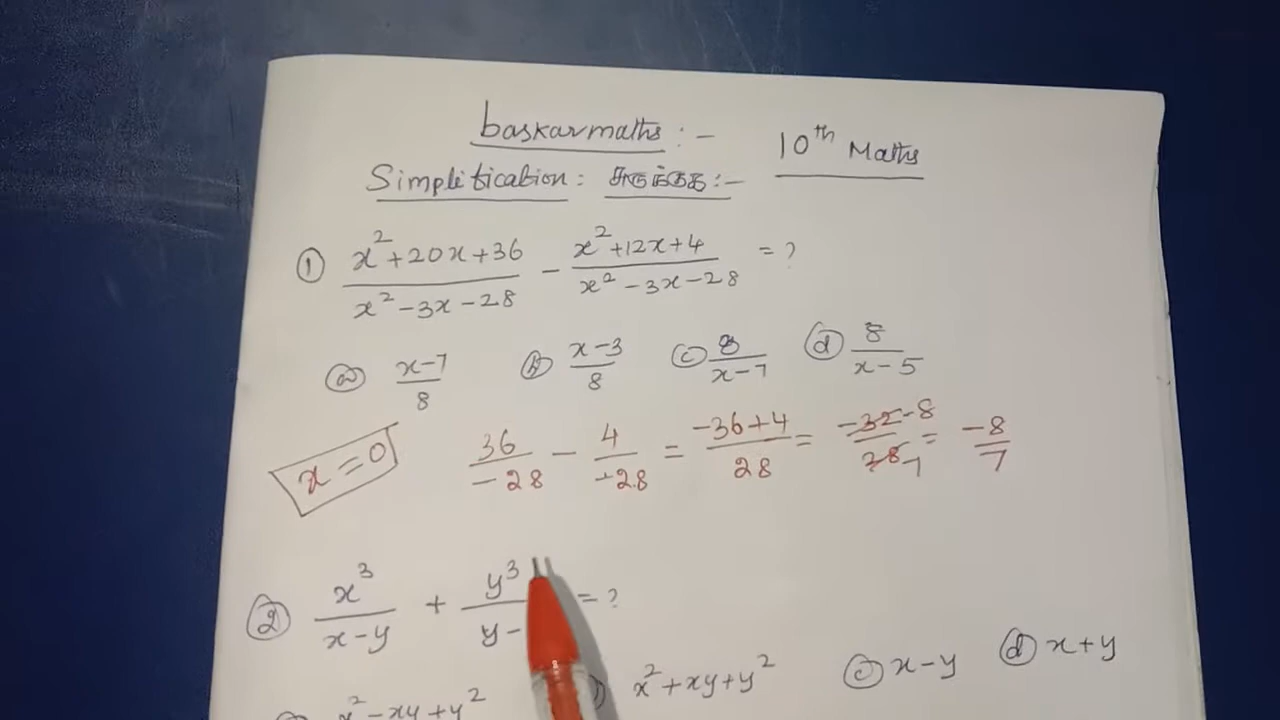 baskarmaths :-
10th Maths
Simplification : சுருக்குக :-
① (x²+20x+36)/(x²-3x-28) - (x²+12x+4)/(x²-3x-28) = ?
ⓐ (x-7)/8 ⓑ (x-3)/8 ⓒ 8/(x-7) ⓓ 8/(x-5)
x=0 36/-28 - 4/-28 = (-36+4)/28 = -32-8/28 7 = -8/7
② x³/(x-y) + y³/(y- = ?
x²-xy+y² x²+xy+y² ⓒ x-y ⓓ x+y